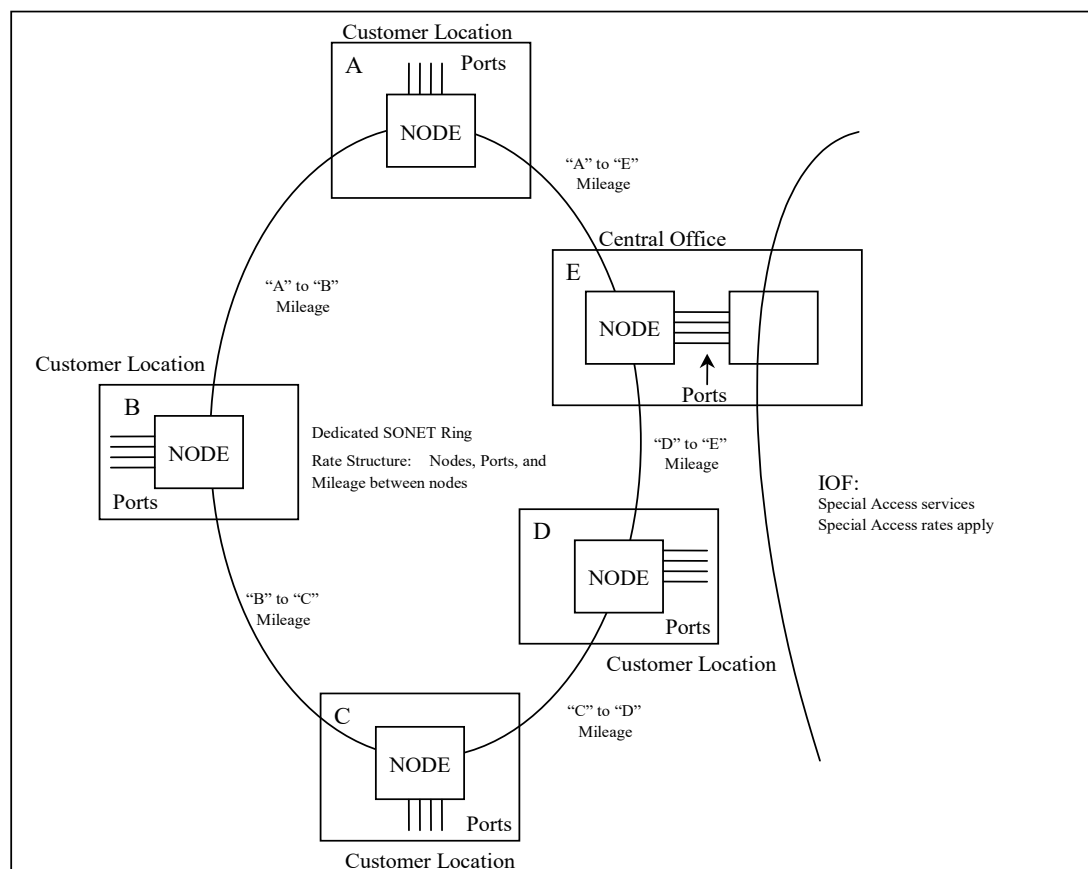 Customer Location
A
Ports
NODE
“A” to “E”
Mileage
Central Office
E
NODE
Ports
“A” to “B”
Mileage
Customer Location
B
NODE
Ports
Dedicated SONET Ring
Rate Structure: Nodes, Ports, and
Mileage between nodes
“D” to “E”
Mileage
IOF:
Special Access services
Special Access rates apply
D
NODE
Ports
Customer Location
“B” to “C”
Mileage
“C” to “D”
Mileage
C
NODE
Ports
Customer Location